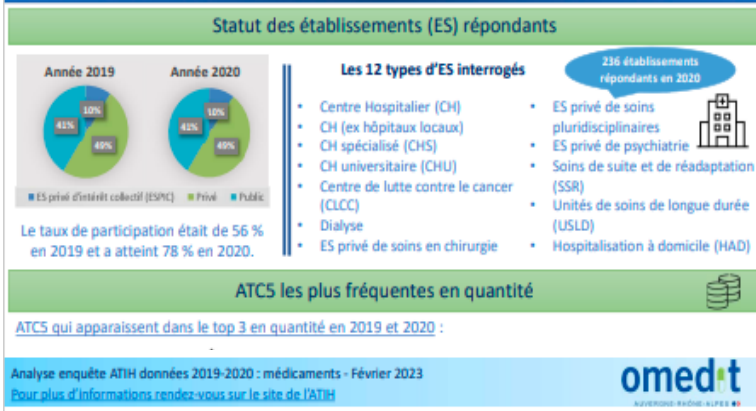 Statut des établissements (ES) répondants
Année 2019
Année 2020
10%
41%
49%
10%
41%
49%
ES privé d'intérêt collectif (ESPIC)
Privé
Public
Le taux de participation était de 56 %
en 2019 et a atteint 78 % en 2020.
Les 12 types d'ES interrogés
236 établissements
répondants en 2020
• Centre Hospitalier (CH)
• CH (ex hôpitaux locaux)
• CH spécialisé (CHS)
• CH universitaire (CHU)
• Centre de lutte contre le cancer
(CLCC)
• Dialyse
• ES privé de soins en chirurgie
• ES privé de soins
pluridisciplinaires
• ES privé de psychiatrie
• Soins de suite et de réadaptation
(SSR)
• Unités de soins de longue durée
(USLD)
• Hospitalisation à domicile (HAD)
ATC5 les plus fréquentes en quantité
ATC5 qui apparaissent dans le top 3 en quantité en 2019 et 2020 :
Analyse enquête ATIH données 2019-2020 : médicaments - Février 2023
Pour plus d'informations rendez-vous sur le site de l'ATIH
omedit
AUVERGNE-RHÔNE-ALPES